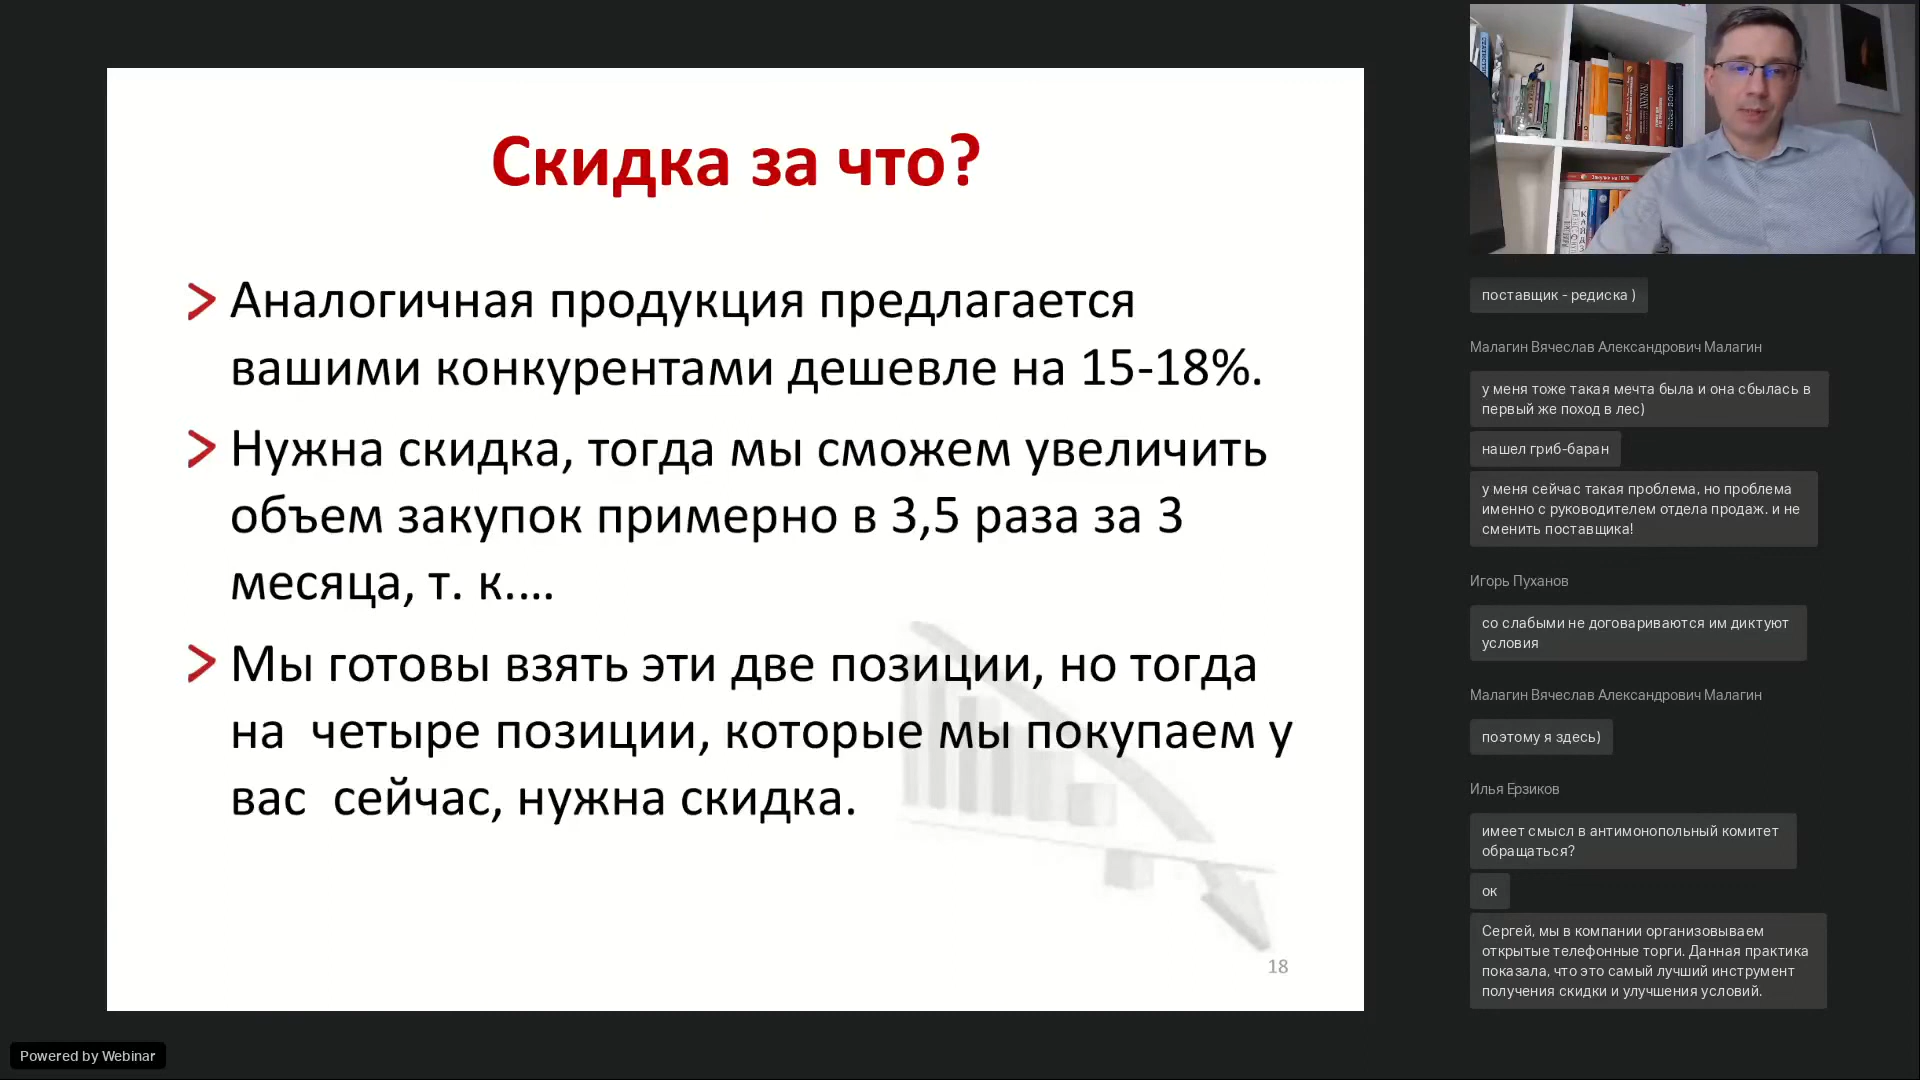 Скидка за что?
Аналогичная продукция предлагается
вашими конкурентами дешевле на 15-18%.
Нужна скидка, тогда мы сможем увеличить
объем закупок примерно в 3,5 раза за 3
месяца, т. к....
Мы готовы взять эти две позиции, но тогда
на четыре позиции, которые мы покупаем у
вас сейчас, нужна скидка.
18
Powered by Webinar
поставщик - редиска )
Малагин Вячеслав Александрович Малагин
у меня тоже такая мечта была и она сбылась в
первый же поход в лес)
нашел гриб-баран
у меня сейчас такая проблема, но проблема
именно с руководителем отдела продаж. и не
сменить поставщика!
Игорь Пуханов
со слабыми не договариваются им диктуют
условия
Малагин Вячеслав Александрович Малагин
поэтому я здесь)
Илья Ерзиков
имеет смысл в антимонопольный комитет
обращаться?
ок
Сергей, мы в компании организовываем
открытые телефонные торги. Данная практика
показала, что это самый лучший инструмент
получения скидки и улучшения условий.